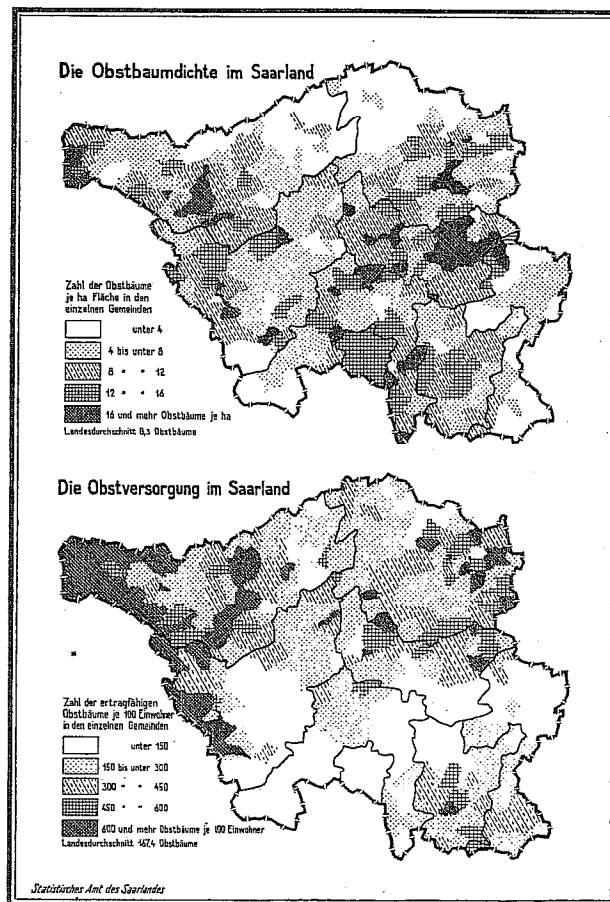 Die Obstbaumdichte im Saarland
Zahl der Obstbäume
je ha Fläche in den
einzelnen Gemeinden
unter 4
4 bis unter 8
8 " " 12
12 " " 16
16 und mehr Obstbäume je ha
Landesdurchschnitt 8,3 Obstbäume
Die Obstversorgung im Saarland
Zahl der ertragfähigen
Obstbäume je 100 Einwohner
in den einzelnen Gemeinden
unter 150
150 bis unter 300
300 " " 450
450 " " 600
600 und mehr Obstbäume je 100 Einwohner
Landesdurchschnitt 167,4 Obstbäume
Statistisches Amt des Saarlandes